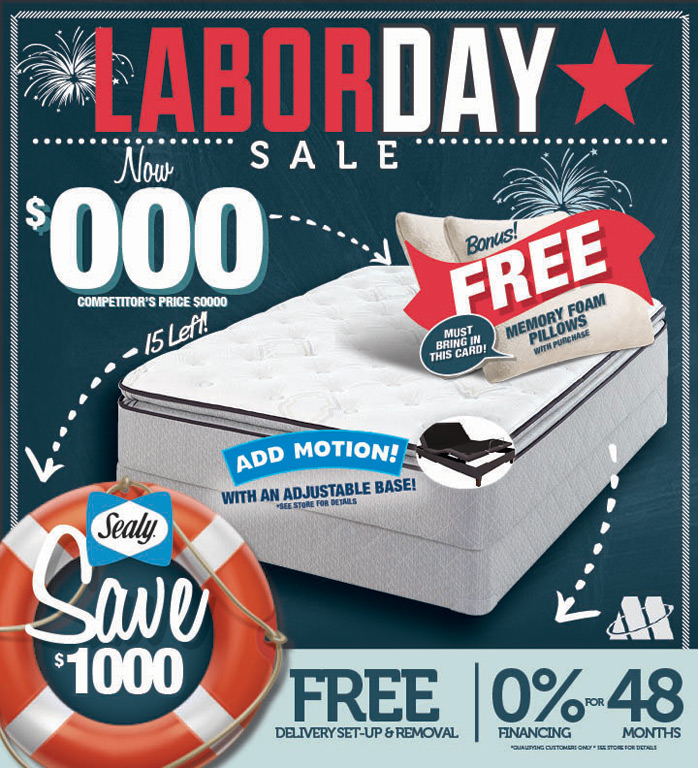 LABORDAY
SALE
Now
$000
COMPETITOR'S PRICE $0000
15 Left!
Bonus!
FREE
MEMORY FOAM
PILLOWS
WITH PURCHASE
MUST
BRING IN
THIS CARD!
ADD MOTION!
WITH AN ADJUSTABLE BASE!
*SEE STORE FOR DETAILS
Sealy.
Save
$1000
FREE
DELIVERY SET-UP & REMOVAL
0% FOR 48
FINANCING MONTHS
*QUALIFYING CUSTOMERS ONLY * SEE STORE FOR DETAILS